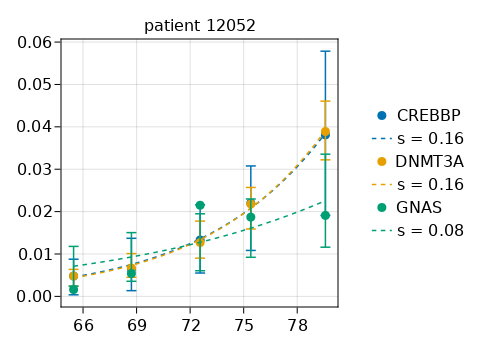 patient 12052
0.06
0.05
0.04
0.03
0.02
0.01
0.00
66 69 72 75 78
CREBBP
s = 0.16
DNMT3A
s = 0.16
GNAS
s = 0.08